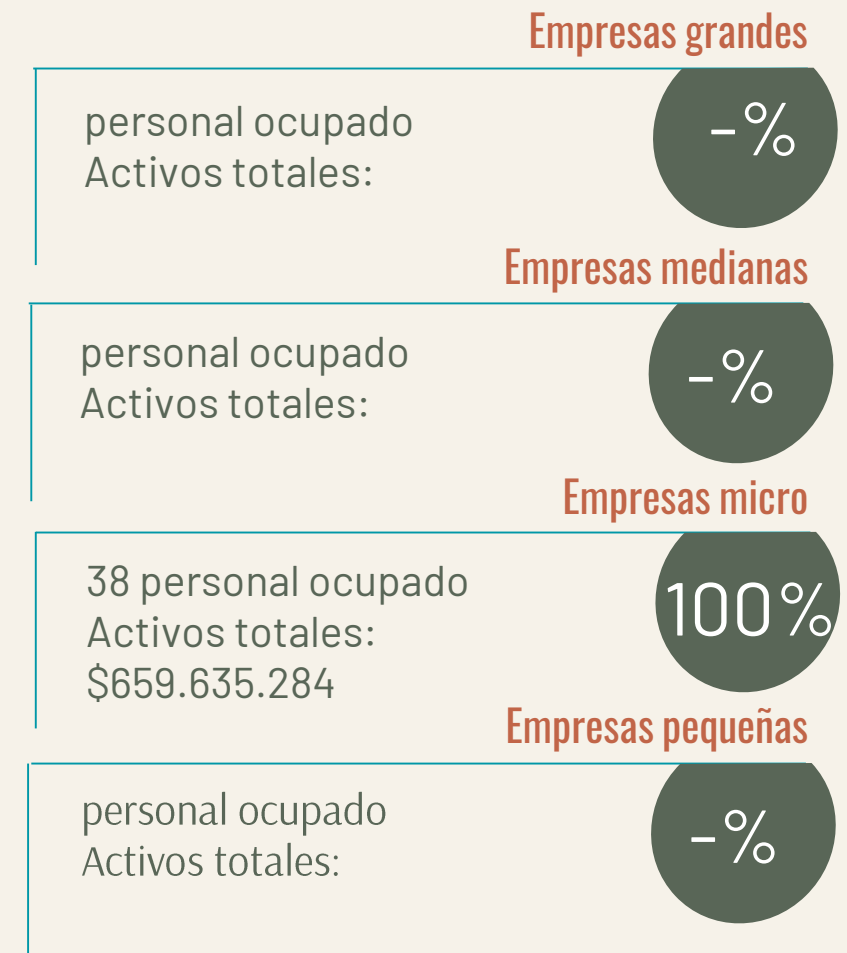 Empresas grandes
personal ocupado
Activos totales:
-%
Empresas medianas
personal ocupado
Activos totales:
-%
Empresas micro
38 personal ocupado
Activos totales:
$659.635.284
100%
Empresas pequeñas
personal ocupado
Activos totales:
-%